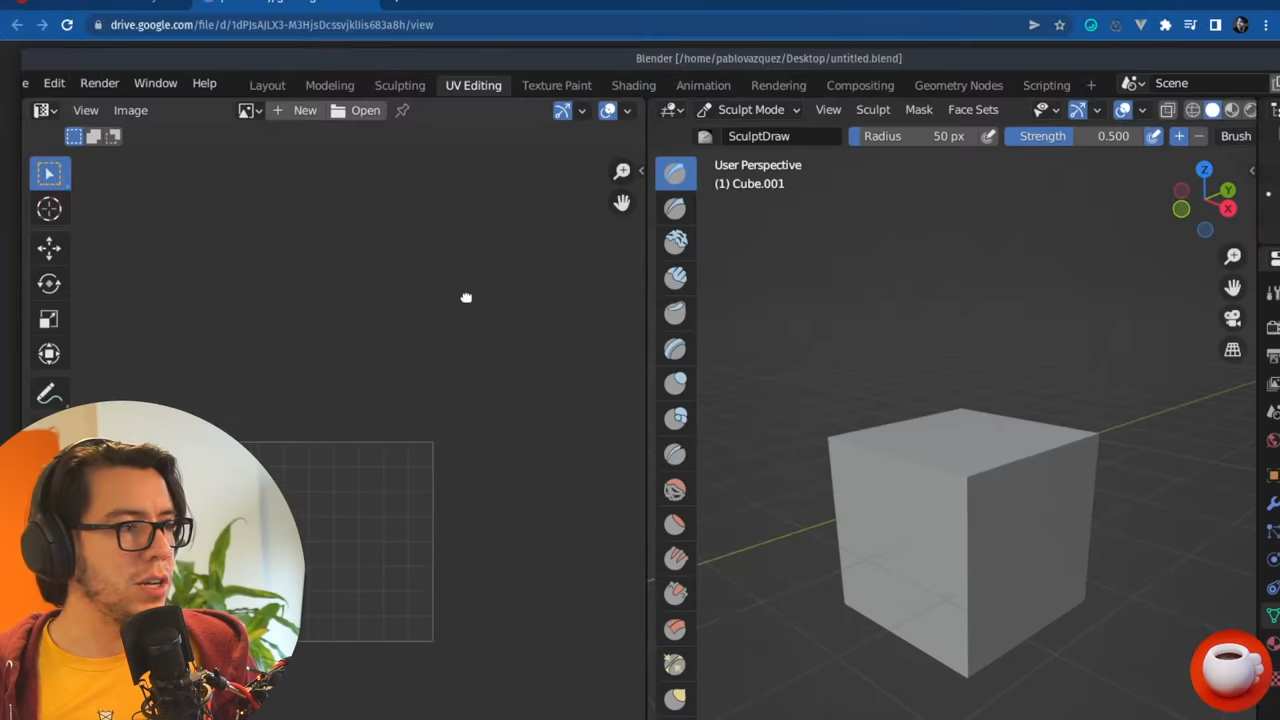 drive.google.com/file/d/1dPJsAJLX3-M3HjsDcssvjklIis683a8h/view
Blender [/home/pablovazquez/Desktop/untitled.blend]
Edit Render Window Help Layout Modeling Sculpting UV Editing Texture Paint Shading Animation Rendering Compositing Geometry Nodes Scripting Scene
View Image New Open Sculpt Mode View Sculpt Mask Face Sets
SculptDraw Radius 50 px Strength 0.500 Brush
User Perspective
(1) Cube.001
Z
Y
X